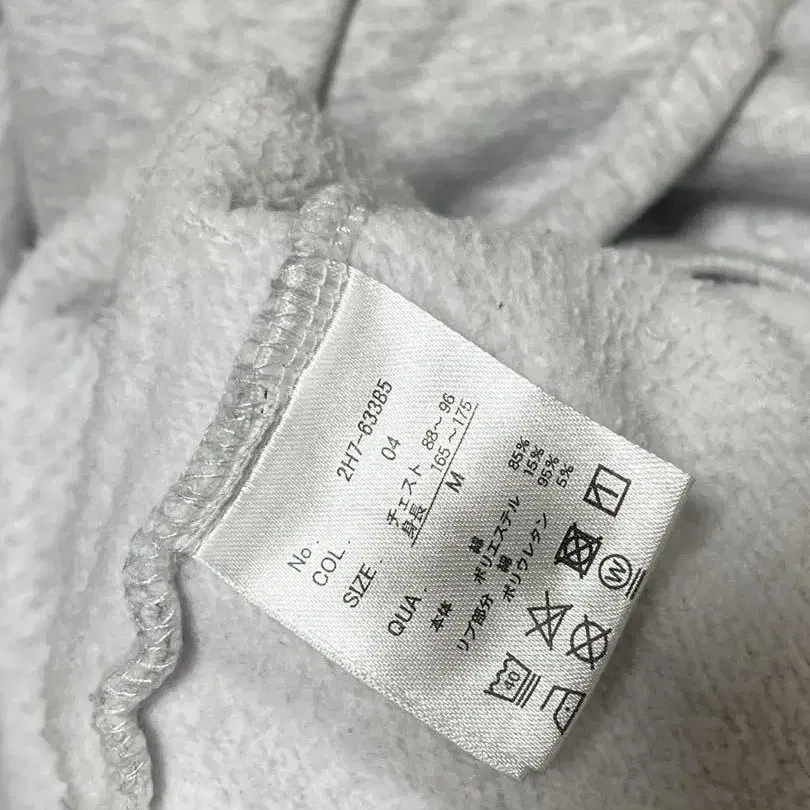 No. 2H7-63385
COL. 04
SIZE. チェスト 88～96
身長 165～175
M
QUA. 本体 綿 85%
ポリエステル 15%
リブ部分 綿 95%
ポリウレタン 5%
W
40